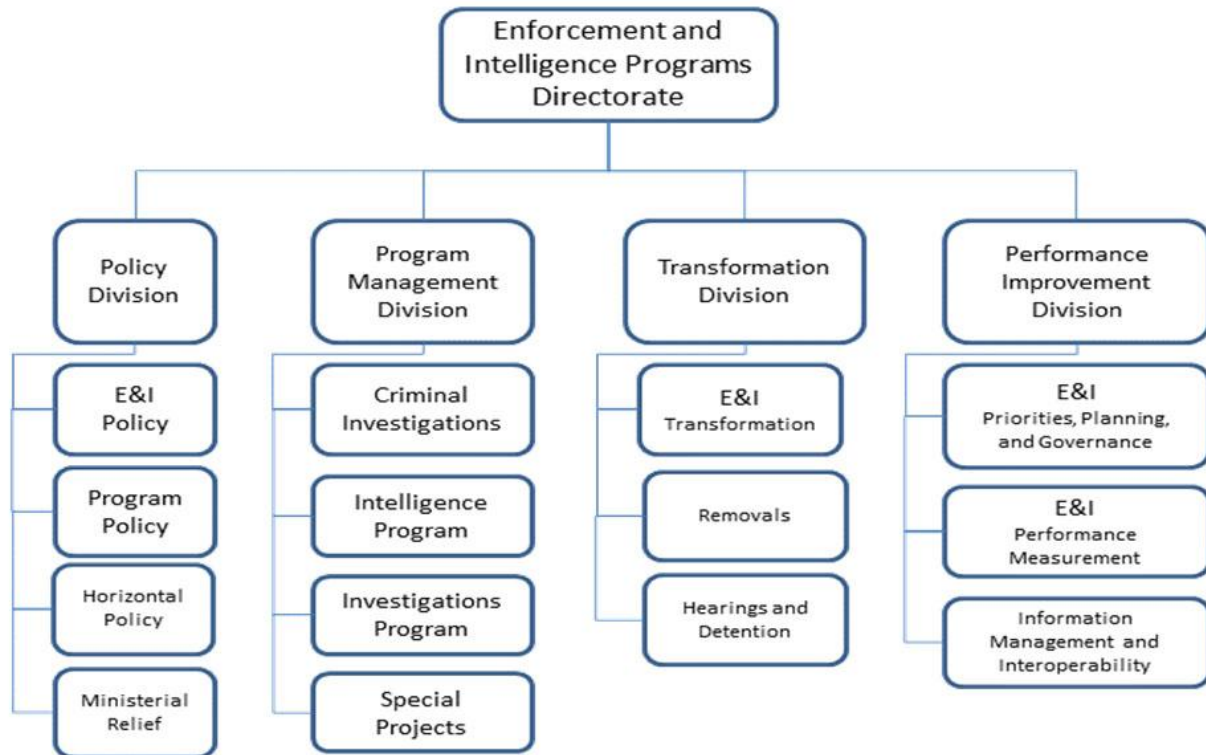 Enforcement and
Intelligence Programs
Directorate
Policy
Division
Program
Management
Division
Transformation
Division
Performance
Improvement
Division
E&I
Policy
Program
Policy
Horizontal
Policy
Ministerial
Relief
Criminal
Investigations
Intelligence
Program
Investigations
Program
Special
Projects
E&I
Transformation
Removals
Hearings and
Detention
E&I
Priorities, Planning,
and Governance
E&I
Performance
Measurement
Information
Management and
Interoperability